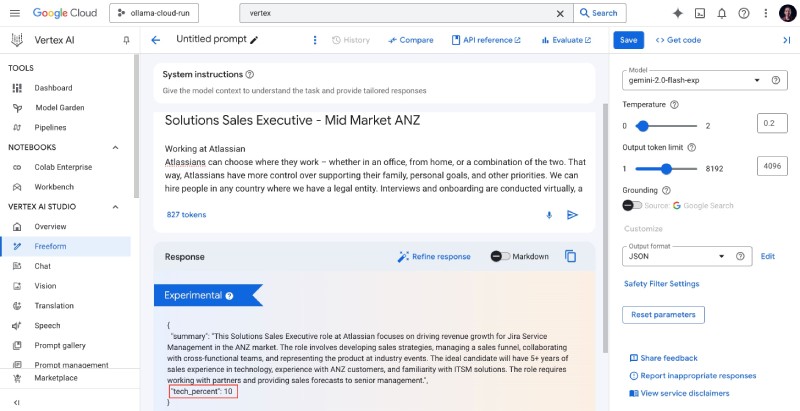 Google Cloud
ollama-cloud-run
vertex
Search
Vertex AI
TOOLS
Dashboard
Model Garden
Pipelines
NOTEBOOKS
Colab Enterprise
Workbench
VERTEX AI STUDIO
Overview
Freeform
Chat
Vision
Translation
Speech
Prompt gallery
Prompt management
Marketplace
Untitled prompt
History
Compare
API reference
Evaluate
System instructions
Give the model context to understand the task and provide tailored responses
Solutions Sales Executive - Mid Market ANZ
Working at Atlassian
Atlassians can choose where they work – whether in an office, from home, or a combination of the two. That
way, Atlassians have more control over supporting their family, personal goals, and other priorities. We can
hire people in any country where we have a legal entity. Interviews and onboarding are conducted virtually, a
827 tokens
Response
Refine response
Markdown
Experimental
{
"summary": "This Solutions Sales Executive role at Atlassian focuses on driving revenue growth for Jira Service
Management in the ANZ market. The role involves developing sales strategies, managing a sales funnel, collaborating
with cross-functional teams, and representing the product at industry events. The ideal candidate will have 5+ years of
sales experience in technology, experience with ANZ customers, and familiarity with ITSM solutions. The role requires
working with partners and providing sales forecasts to senior management.",
"tech_percent": 10
}
Save
Get code
Model
gemini-2.0-flash-exp
Temperature
0 2 0.2
Output token limit
1 8192 4096
Grounding
Source: Google Search
Customize
Output format
JSON
Edit
Safety Filter Settings
Reset parameters
Share feedback
Report inappropriate responses
View service disclaimers